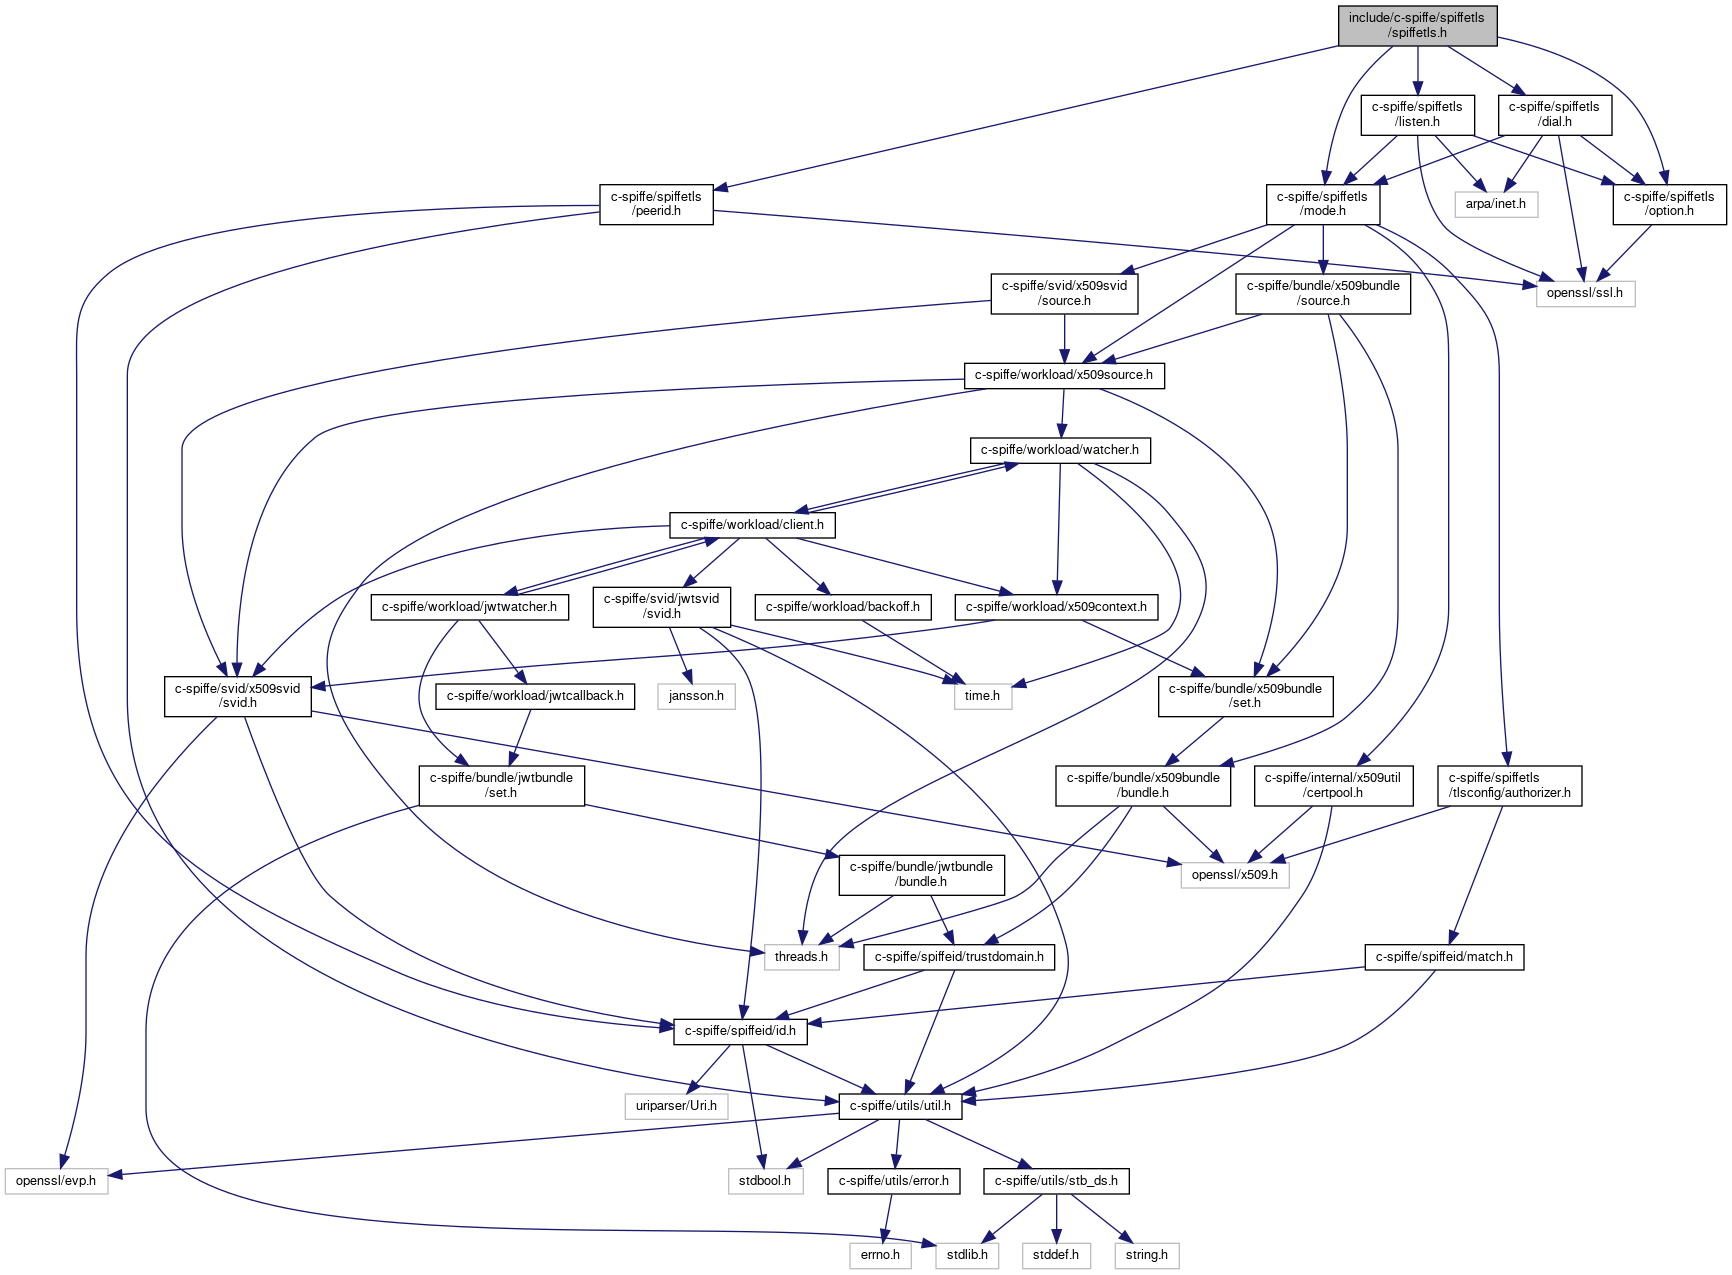 include/c-spiffe/spiffetls
/spiffetls.h
c-spiffe/spiffetls
/listen.h
c-spiffe/spiffetls
/dial.h
c-spiffe/spiffetls
/peerid.h
c-spiffe/spiffetls
/mode.h
arpa/inet.h
c-spiffe/spiffetls
/option.h
c-spiffe/svid/x509svid
/source.h
c-spiffe/bundle/x509bundle
/source.h
openssl/ssl.h
c-spiffe/workload/x509source.h
c-spiffe/workload/watcher.h
c-spiffe/workload/client.h
c-spiffe/workload/jwtwatcher.h
c-spiffe/svid/jwtsvid
/svid.h
c-spiffe/workload/backoff.h
c-spiffe/workload/x509context.h
c-spiffe/svid/x509svid
/svid.h
c-spiffe/workload/jwtcallback.h
jansson.h
time.h
c-spiffe/bundle/x509bundle
/set.h
c-spiffe/bundle/jwtbundle
/set.h
c-spiffe/bundle/x509bundle
/bundle.h
c-spiffe/internal/x509util
/certpool.h
c-spiffe/spiffetls
/tlsconfig/authorizer.h
c-spiffe/bundle/jwtbundle
/bundle.h
openssl/x509.h
threads.h
c-spiffe/spiffeid/trustdomain.h
c-spiffe/spiffeid/match.h
c-spiffe/spiffeid/id.h
uriparser/Uri.h
c-spiffe/utils/util.h
openssl/evp.h
stdbool.h
c-spiffe/utils/error.h
c-spiffe/utils/stb_ds.h
errno.h
stdlib.h
stddef.h
string.h